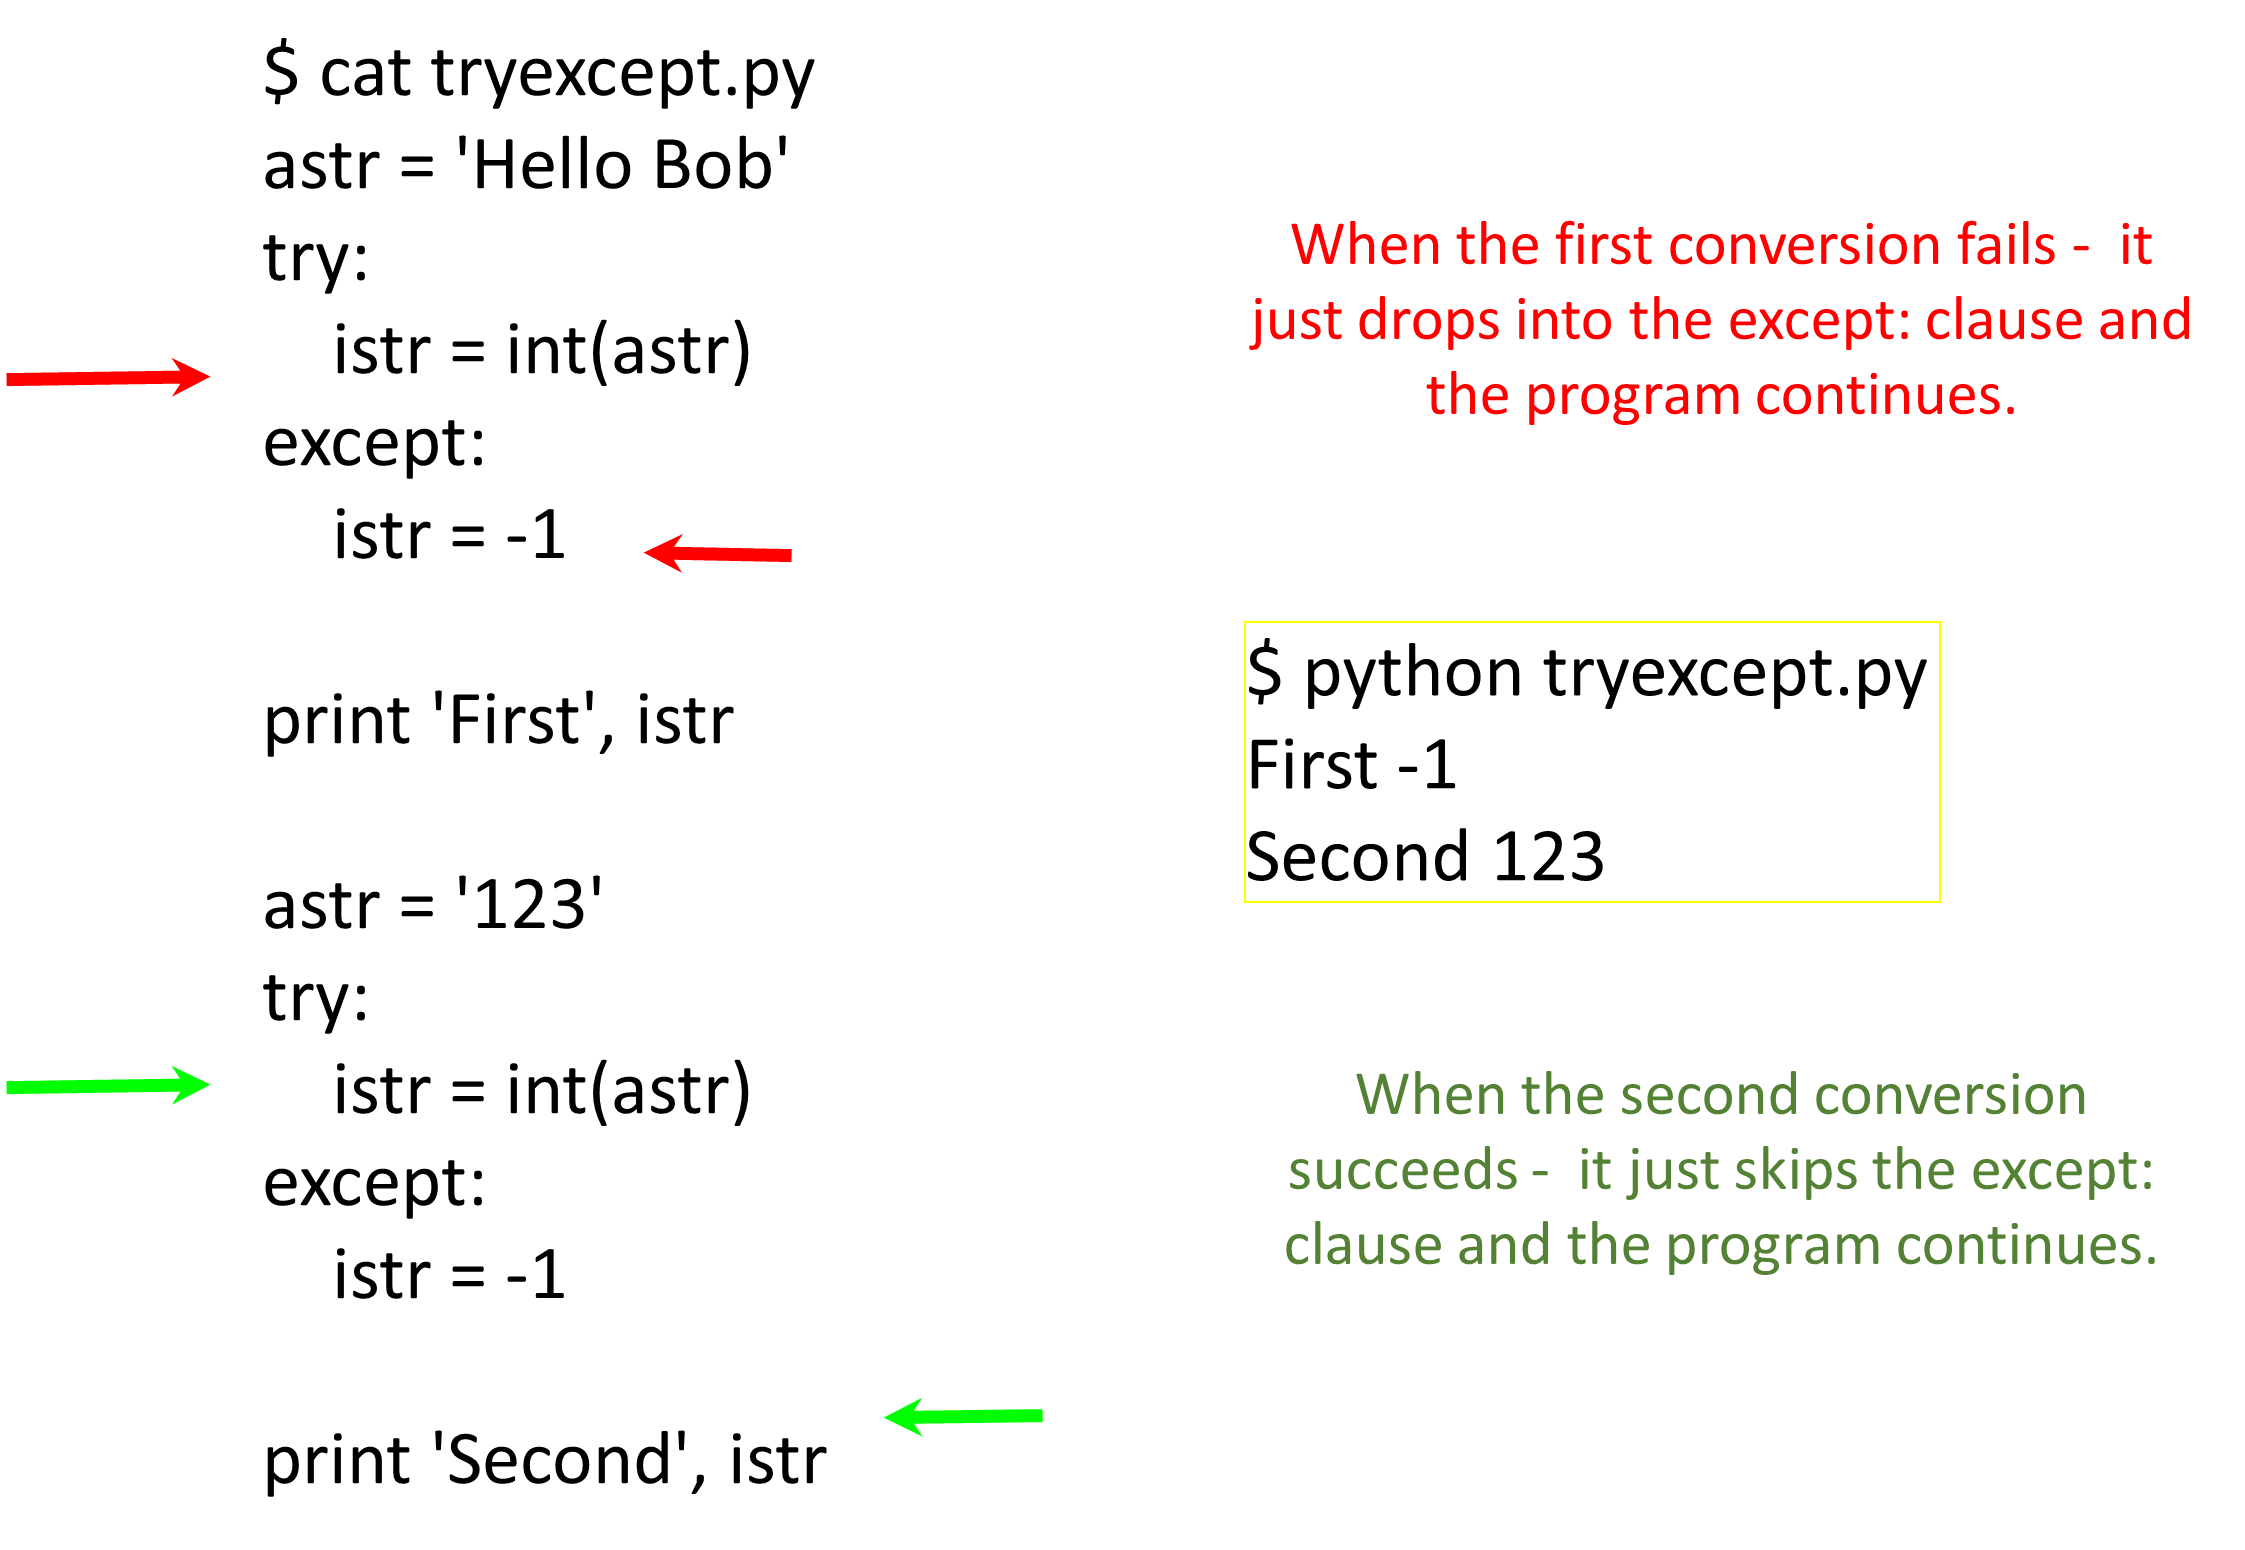 $ cat tryexcept.py
astr = 'Hello Bob'
try:
istr = int(astr)
except:
istr = -1
print 'First', istr
astr = '123'
try:
istr = int(astr)
except:
istr = -1
print 'Second', istr
When the first conversion fails - it
just drops into the except: clause and
the program continues.
$ python tryexcept.py
First -1
Second 123
When the second conversion
succeeds - it just skips the except:
clause and the program continues.